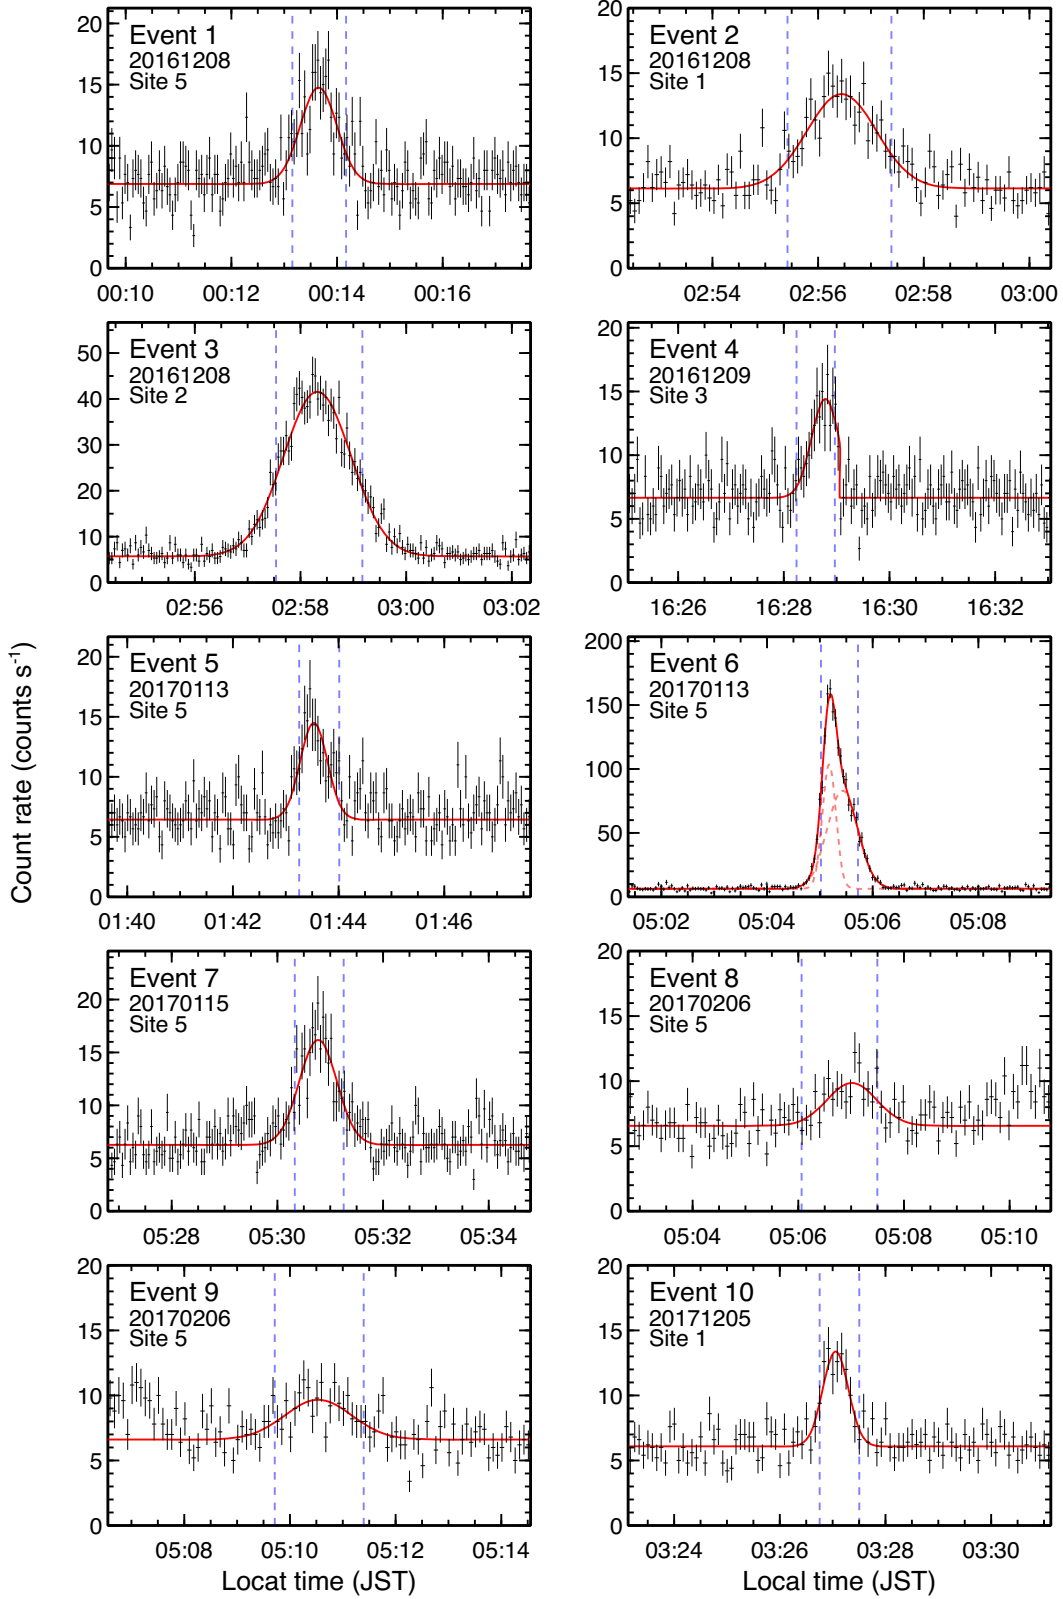 Event 1
20161208
Site 5
20
15
10
5
0
00:10 00:12 00:14 00:16
Event 2
20161208
Site 1
20
15
10
5
0
02:54 02:56 02:58 03:00
Event 3
20161208
Site 2
50
40
30
20
10
0
02:56 02:58 03:00 03:02
Event 4
20161209
Site 3
20
15
10
5
0
16:26 16:28 16:30 16:32
Count rate (counts s⁻¹)
Event 5
20170113
Site 5
20
15
10
5
0
01:40 01:42 01:44 01:46
Event 6
20170113
Site 5
200
150
100
50
0
05:02 05:04 05:06 05:08
Event 7
20170115
Site 5
20
15
10
5
0
05:28 05:30 05:32 05:34
Event 8
20170206
Site 5
20
15
10
5
0
05:04 05:06 05:08 05:10
Event 9
20170206
Site 5
20
15
10
5
0
05:08 05:10 05:12 05:14
Locat time (JST)
Event 10
20171205
Site 1
20
15
10
5
0
03:24 03:26 03:28 03:30
Local time (JST)